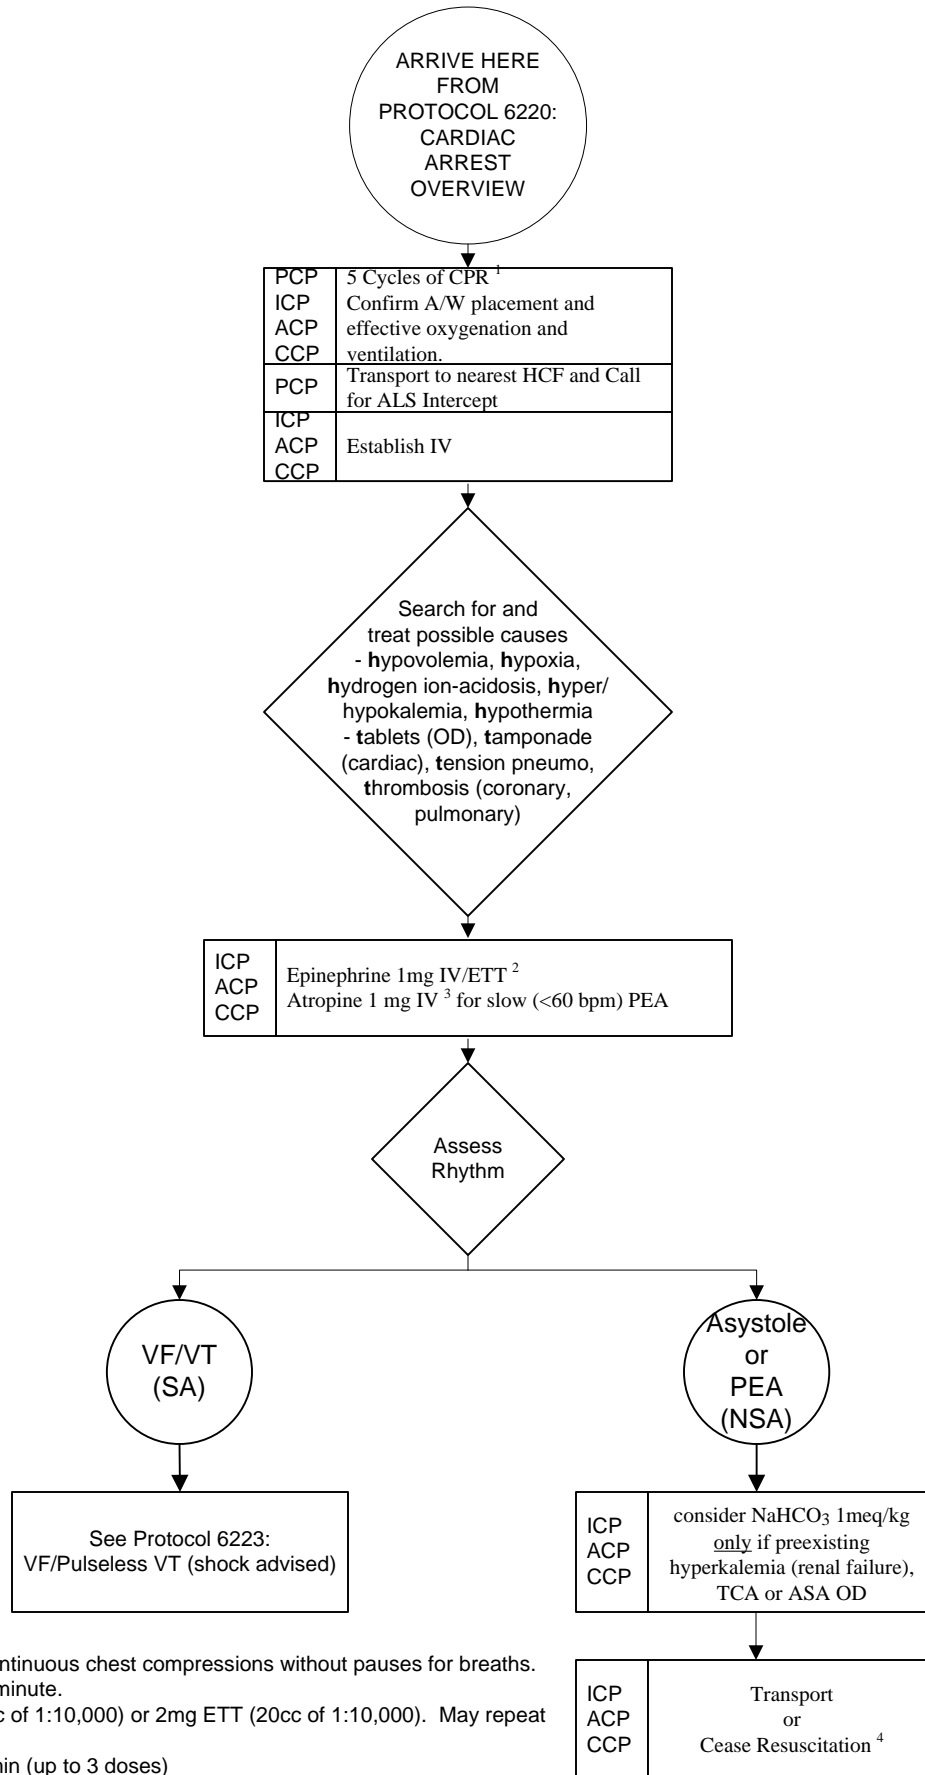 ARRIVE HERE
FROM
PROTOCOL 6220:
CARDIAC
ARREST
OVERVIEW
PCP
ICP
ACP
CCP
5 Cycles of CPR 1
Confirm A/W placement and
effective oxygenation and
ventilation.
PCP
Transport to nearest HCF and Call
for ALS Intercept
ICP
ACP
CCP
Establish IV
Search for and
treat possible causes
- hypovolemia, hypoxia,
hydrogen ion-acidosis, hyper/
hypokalemia, hypothermia
- tablets (OD), tamponade
(cardiac), tension pneumo,
thrombosis (coronary,
pulmonary)
ICP
ACP
CCP
Epinephrine 1mg IV/ETT 2
Atropine 1 mg IV 3 for slow (<60 bpm) PEA
Assess
Rhythm
VF/VT
(SA)
Asystole
or
PEA
(NSA)
See Protocol 6223:
VF/Pulseless VT (shock advised)
ICP
ACP
CCP
consider NaHCO3 1meq/kg
only if preexisting
hyperkalemia (renal failure),
TCA or ASA OD
ICP
ACP
CCP
Transport
or
Cease Resuscitation 4
continuous chest compressions without pauses for breaths.
minute.
of 1:10,000) or 2mg ETT (20cc of 1:10,000). May repeat
(up to 3 doses)